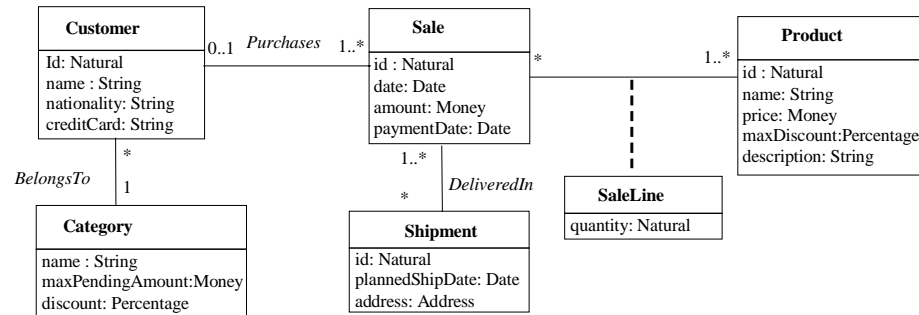 Customer
Id: Natural
name : String
nationality: String
creditCard: String
0..1
Purchases
1..*
Sale
id : Natural
date: Date
amount: Money
paymentDate: Date
*
1..*
Product
id : Natural
name: String
price: Money
maxDiscount:Percentage
description: String
*
BelongsTo
1
1..*
DeliveredIn
*
SaleLine
quantity: Natural
Category
name : String
maxPendingAmount:Money
discount: Percentage
Shipment
id: Natural
plannedShipDate: Date
address: Address